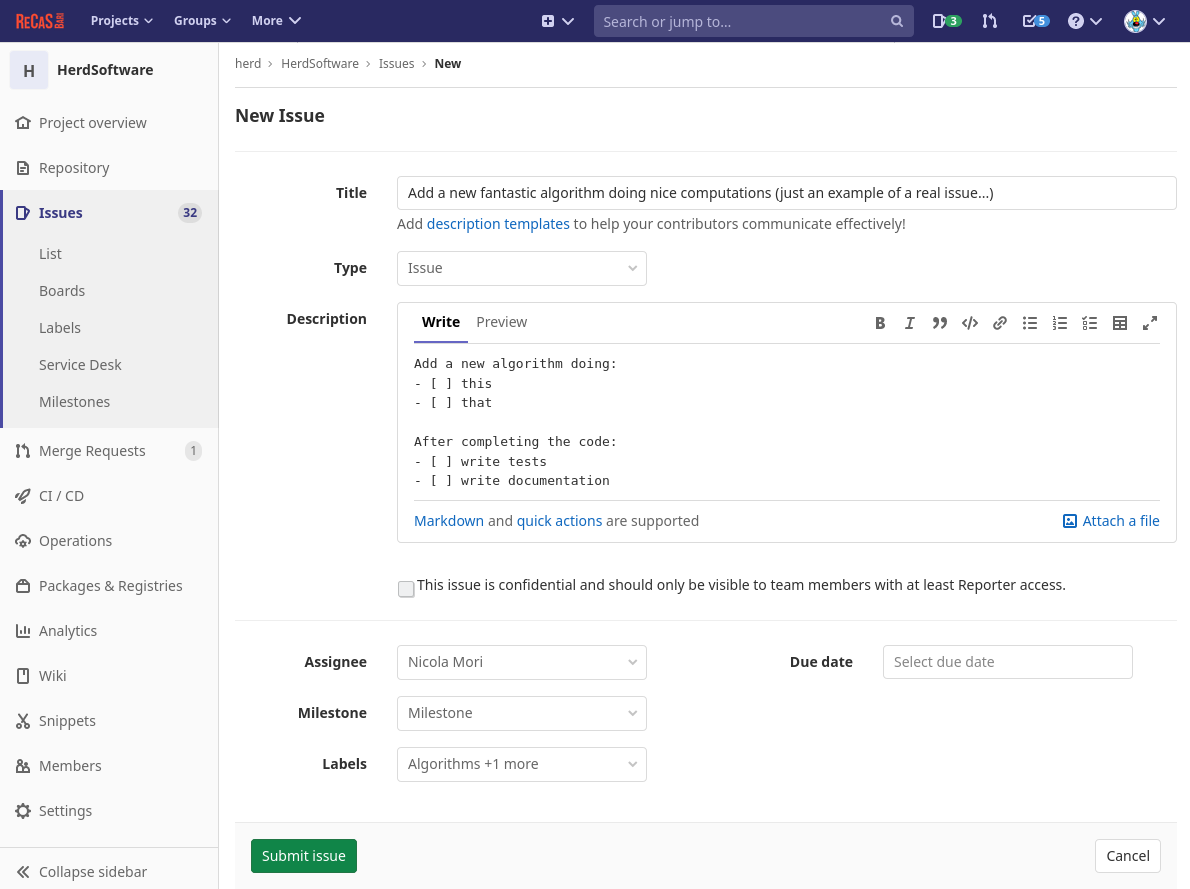 ReCaS BARI Projects Groups More Search or jump to... 3 5
H HerdSoftware
herd > HerdSoftware > Issues > New
New Issue
Project overview
Repository
Issues 32
List
Boards
Labels
Service Desk
Milestones
Merge Requests 1
CI / CD
Operations
Packages & Registries
Analytics
Wiki
Snippets
Members
Settings
Collapse sidebar
Title Add a new fantastic algorithm doing nice computations (just an example of a real issue...)
Add description templates to help your contributors communicate effectively!
Type Issue
Description Write Preview
Add a new algorithm doing:
- [ ] this
- [ ] that
After completing the code:
- [ ] write tests
- [ ] write documentation
Markdown and quick actions are supported Attach a file
This issue is confidential and should only be visible to team members with at least Reporter access.
Assignee Nicola Mori Due date Select due date
Milestone Milestone
Labels Algorithms +1 more
Submit issue Cancel